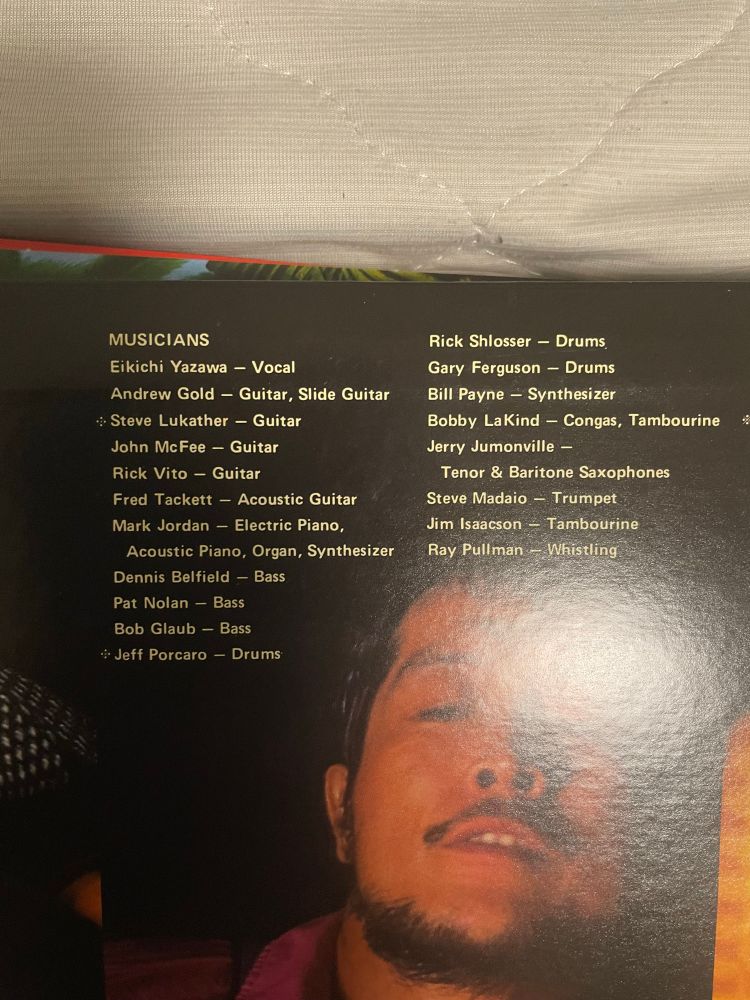 MUSICIANS
Eikichi Yazawa – Vocal
Andrew Gold – Guitar, Slide Guitar
Steve Lukather – Guitar
John McFee – Guitar
Rick Vito – Guitar
Fred Tackett – Acoustic Guitar
Mark Jordan – Electric Piano,
Acoustic Piano, Organ, Synthesizer
Dennis Belfield – Bass
Pat Nolan – Bass
Bob Glaub – Bass
Jeff Porcaro – Drums
Rick Shlosser – Drums
Gary Ferguson – Drums
Bill Payne – Synthesizer
Bobby LaKind – Congas, Tambourine
Jerry Jumonville –
Tenor & Baritone Saxophones
Steve Madaio – Trumpet
Jim Isaacson – Tambourine
Ray Pullman – Whistling